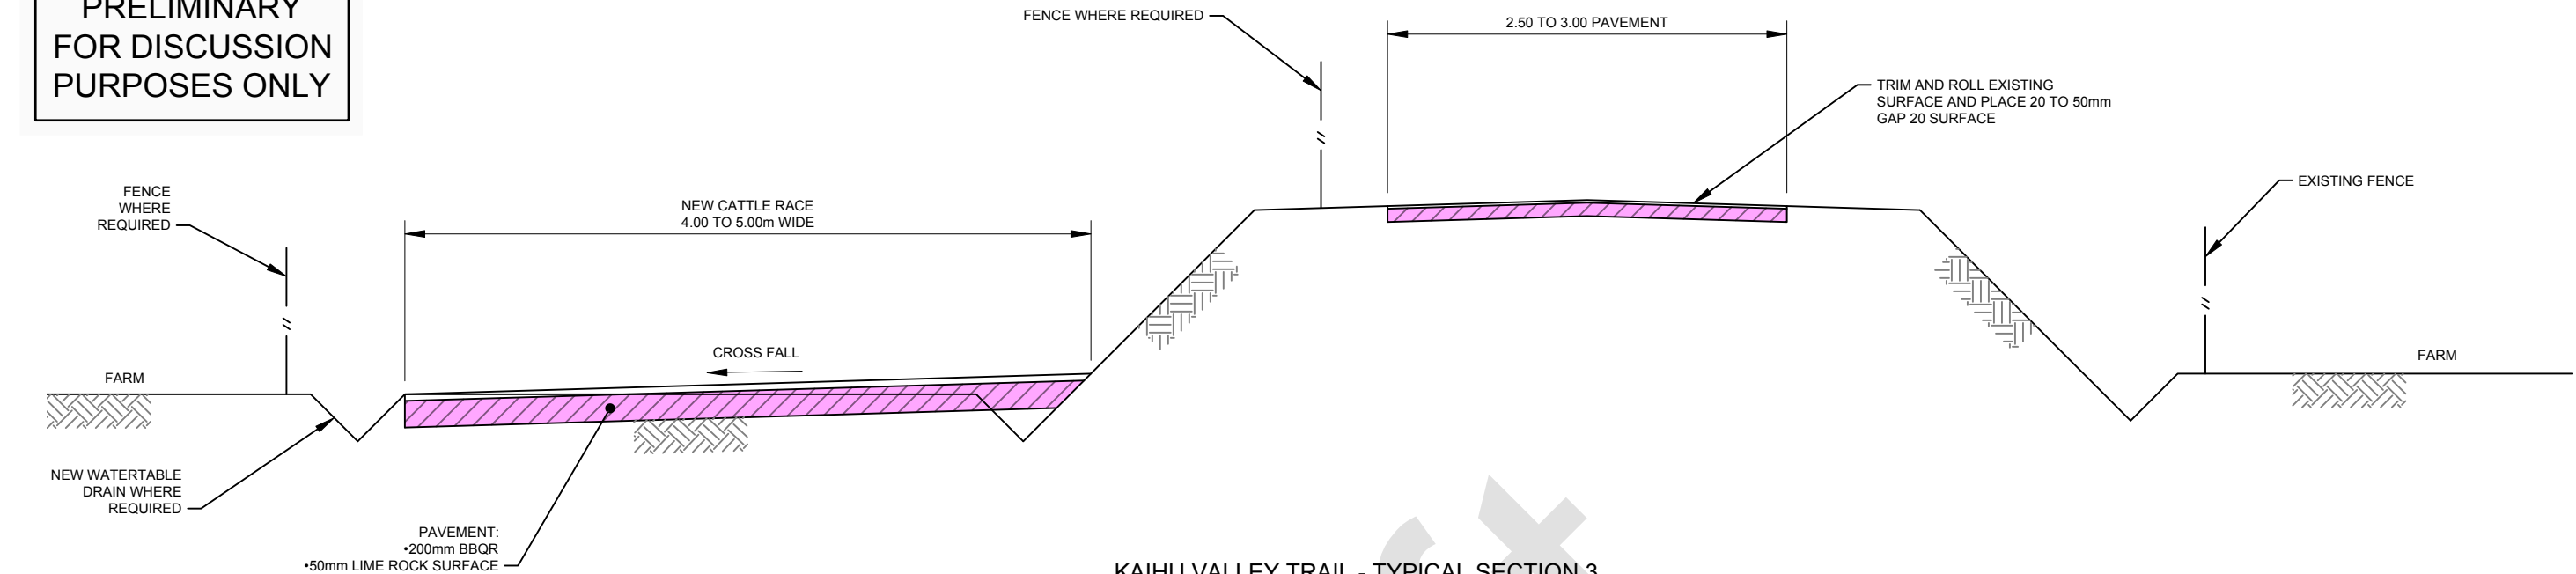 PRELIMINARY
FOR DISCUSSION
PURPOSES ONLY
FENCE WHERE REQUIRED
2.50 TO 3.00 PAVEMENT
TRIM AND ROLL EXISTING
SURFACE AND PLACE 20 TO 50mm
GAP 20 SURFACE
EXISTING FENCE
FENCE
WHERE
REQUIRED
NEW CATTLE RACE
4.00 TO 5.00m WIDE
CROSS FALL
FARM
FARM
NEW WATERTABLE
DRAIN WHERE
REQUIRED
PAVEMENT:
•200mm BBQR
•50mm LIME ROCK SURFACE
KAIHU VALLEY TRAIL - TYPICAL SECTION 3